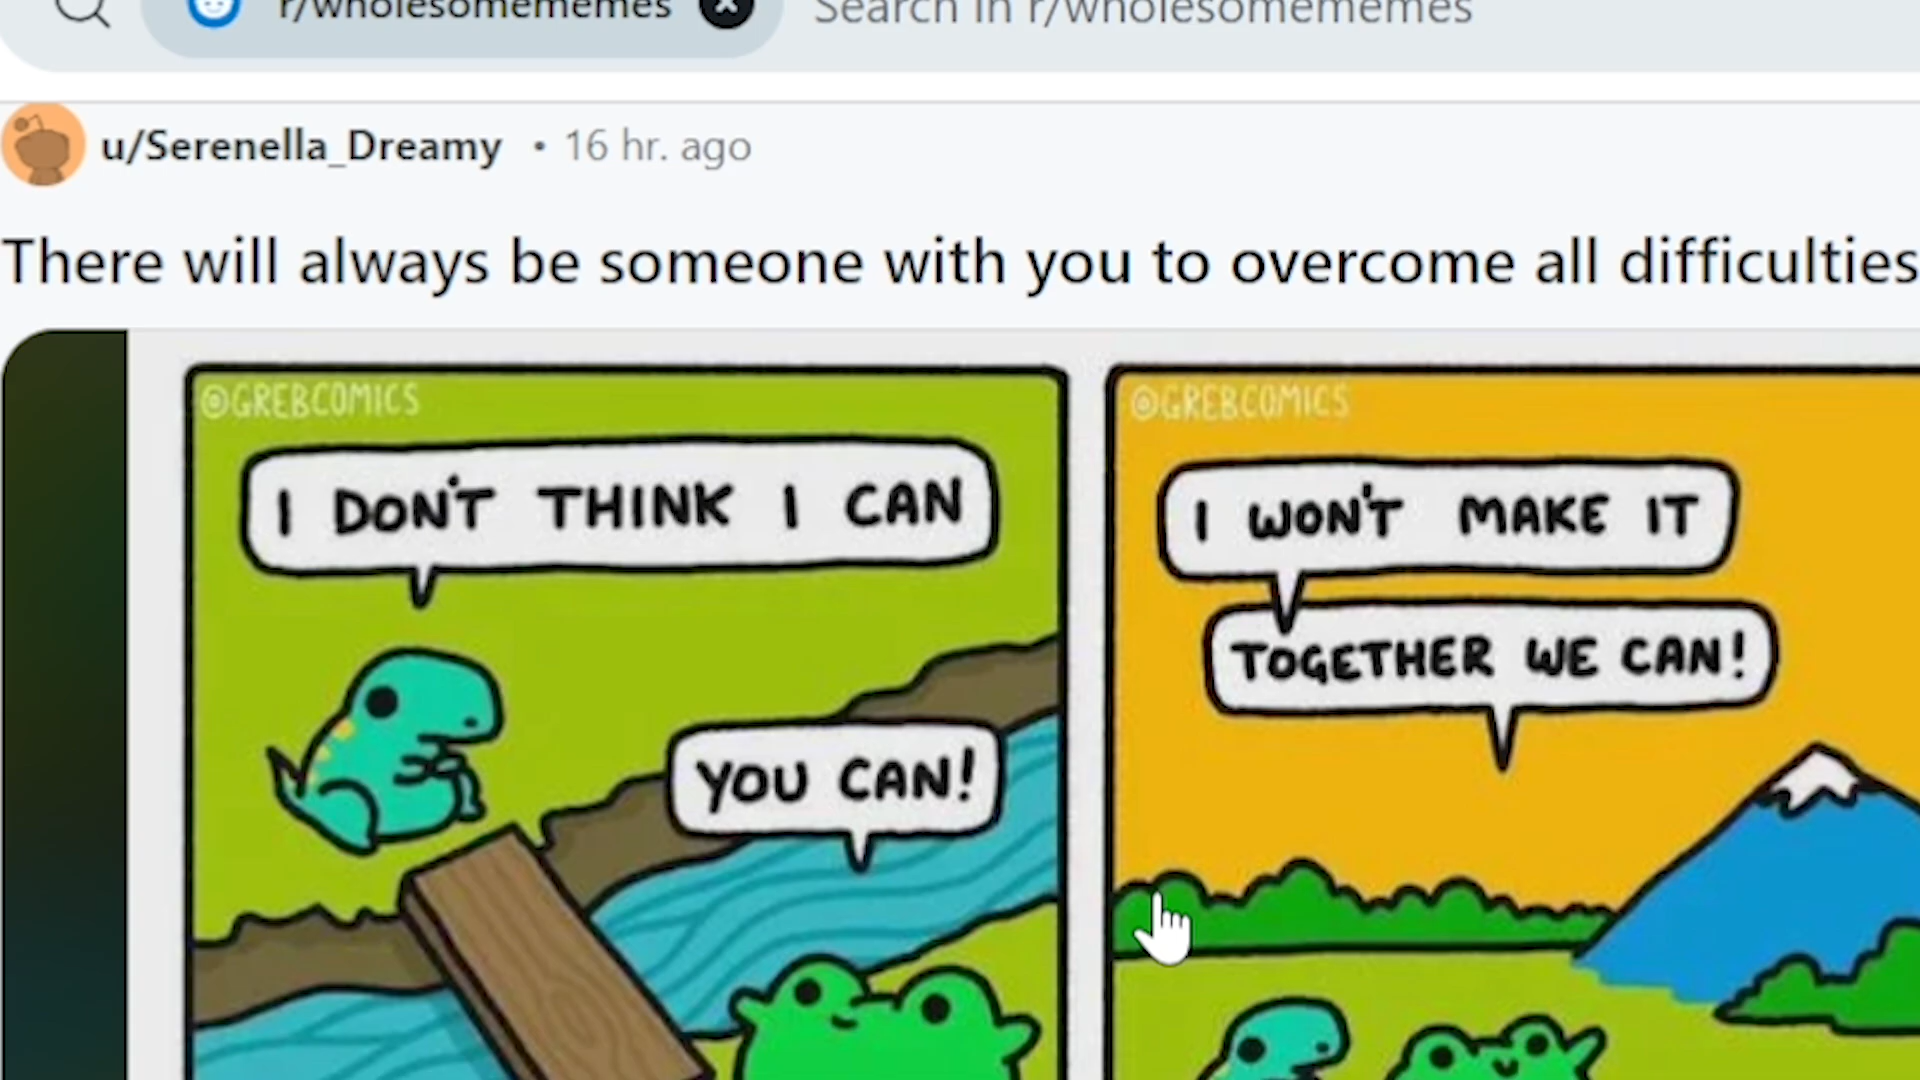 r/wholesomememes
Search in r/wholesomememes
u/Serenella_Dreamy • 16 hr. ago
There will always be someone with you to overcome all difficulties
@GREBCOMICS
I DON'T THINK I CAN
YOU CAN!
@GREBCOMICS
I WON'T MAKE IT
TOGETHER WE CAN!